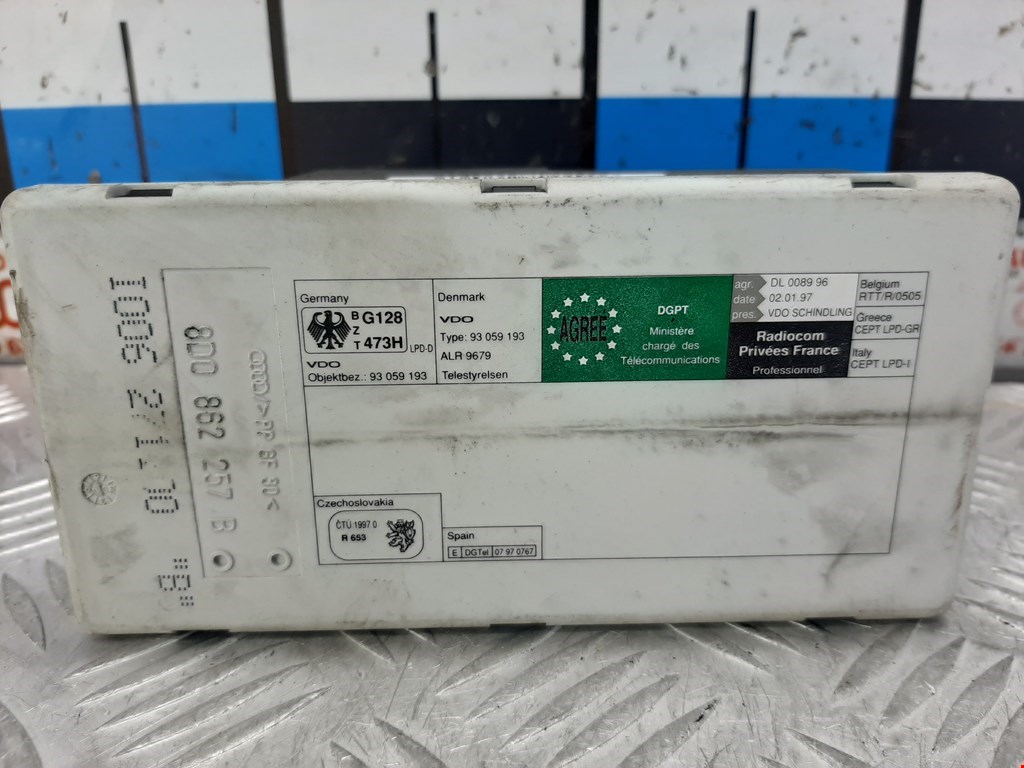 Germany
B
Z
T
G128
473H
LPD-D
VDO
Objektbez.: 93 059 193
Denmark
VDO
Type: 93 059 193
ALR 9679
Telestyrelsen
AGREE
DGPT
Ministère
chargé des
Télécommunications
agr. DL 0089 96
date 02.01.97
pres. VDO SCHINDLING
Radiocom
Privées France
Professionnel
Belgium
RTT/R/0505
Greece
CEPT LPD-GR
Italy
CEPT LPD-I
Czechoslovakia
ČTÚ 1997 0
R 653
Spain
E DGTel 07 97 0767
8D0 862 257 B
"B"